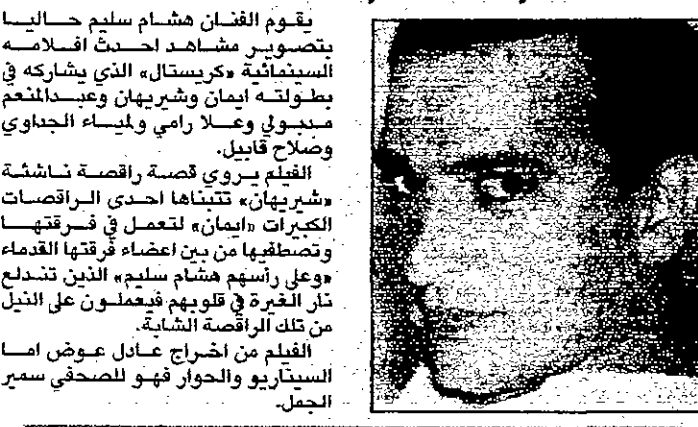 يقوم الفنان هشام سليم حاليا
بتصوير مشاهد احدث افلامه
السينمائية «كريستال» الذي يشاركه في
بطولته ايمان وشيريهان وعبدالمنعم
مدبولي وعلا رامي ولمياء الجداوي
وصلاح قابيل.
الفيلم يروي قصة راقصة ناشئة
«شيريهان» تتبناها احدى الراقصات
الكبيرات «ايمان» لتعمل في فرقتها
وتصطفيها من بين اعضاء فرقتها القدماء
«وعلى رأسهم هشام سليم» الذين تندلع
نار الغيرة في قلوبهم فيعملون على النيل
من تلك الراقصة الشابة.
الفيلم من اخراج عادل عوض اما
السيناريو والحوار فهو للصحفي سمير
الجمل.